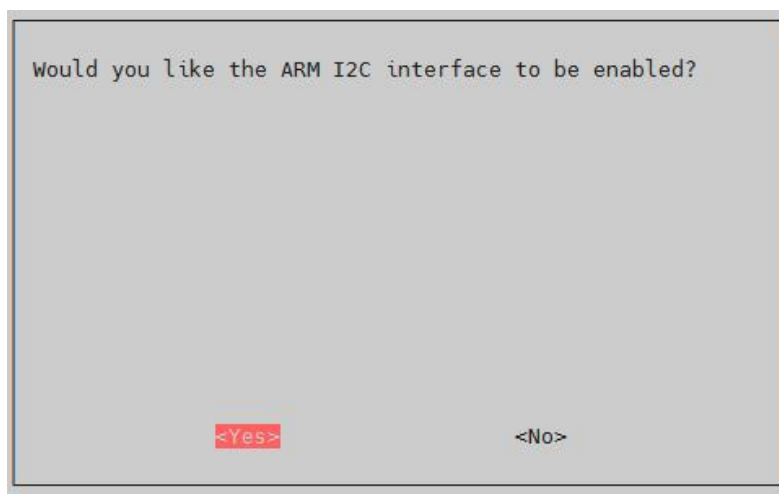 Would you like the ARM I2C interface to be enabled?
<Yes> <No>